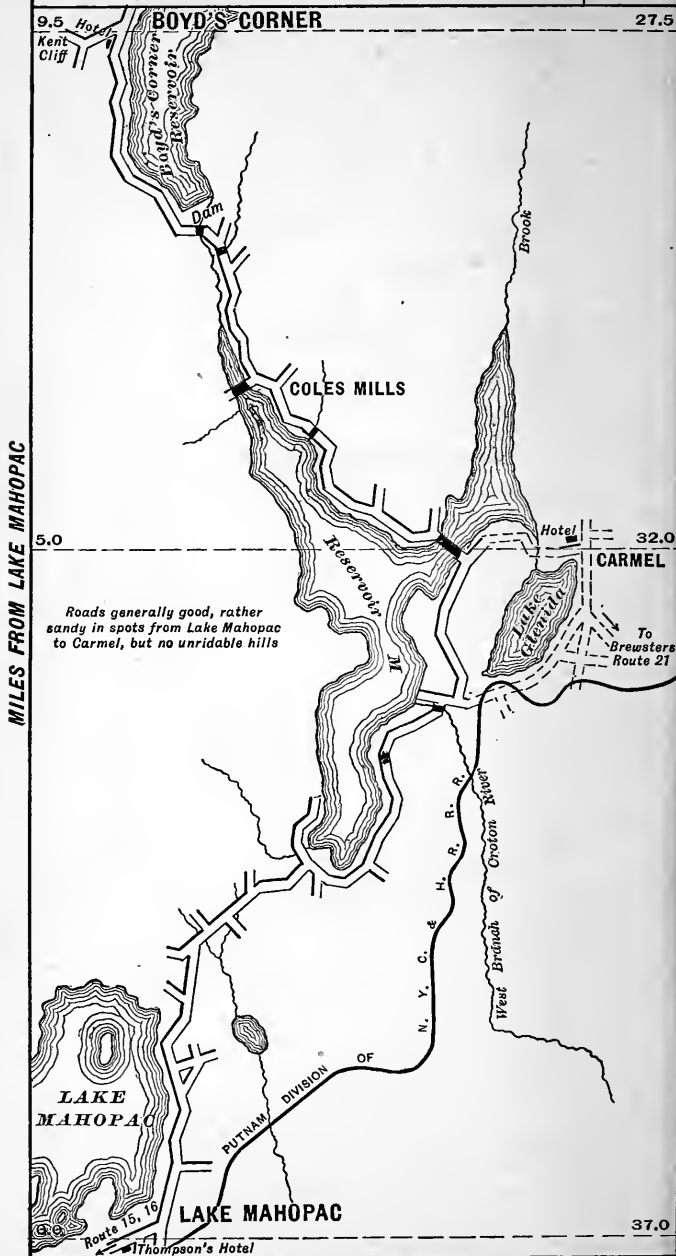 BOYD'S CORNER
9.5
Hotel
27.5
Kent
Cliff
Boyd's Corner
Reservoir
Dam
Brook
COLES MILLS
MILES FROM LAKE MAHOPAC
5.0
Hotel
32.0
CARMEL
Reservoir
Lake
Gleneida
Roads generally good, rather
sandy in spots from Lake Mahopac
to Carmel, but no unridable hills
To
Brewsters
Route 21
M
West Branch of Croton River
PUTNAM DIVISION OF N. Y. C. & H. R. R. R.
LAKE
MAHOPAC
0.0
Route 15, 16
LAKE MAHOPAC
37.0
Thompson's Hotel